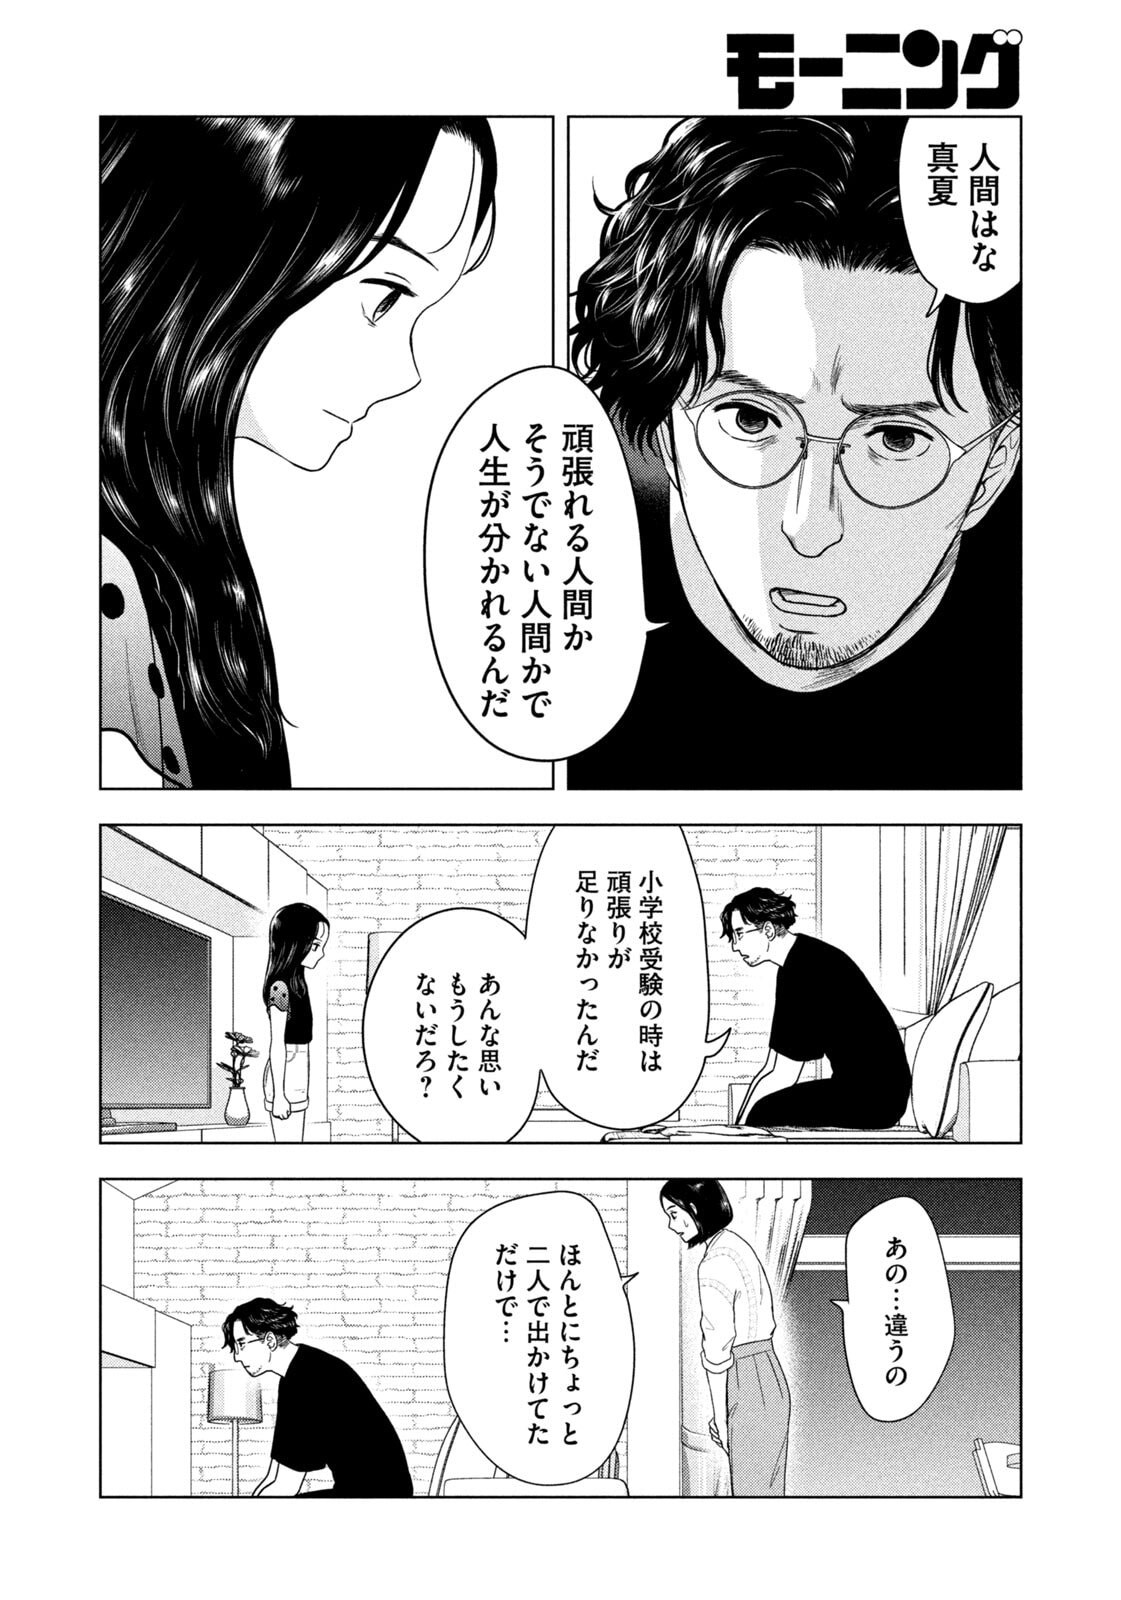 モーニング
人間はな
真夏
頑張れる人間か
そうでない人間かで
人生が分かれるんだ
小学校受験の時は
頑張りが
足りなかったんだ
あんな思い
もうしたく
ないだろ？
あの…違うの
ほんとにちょっと
二人で出かけてた
だけで…